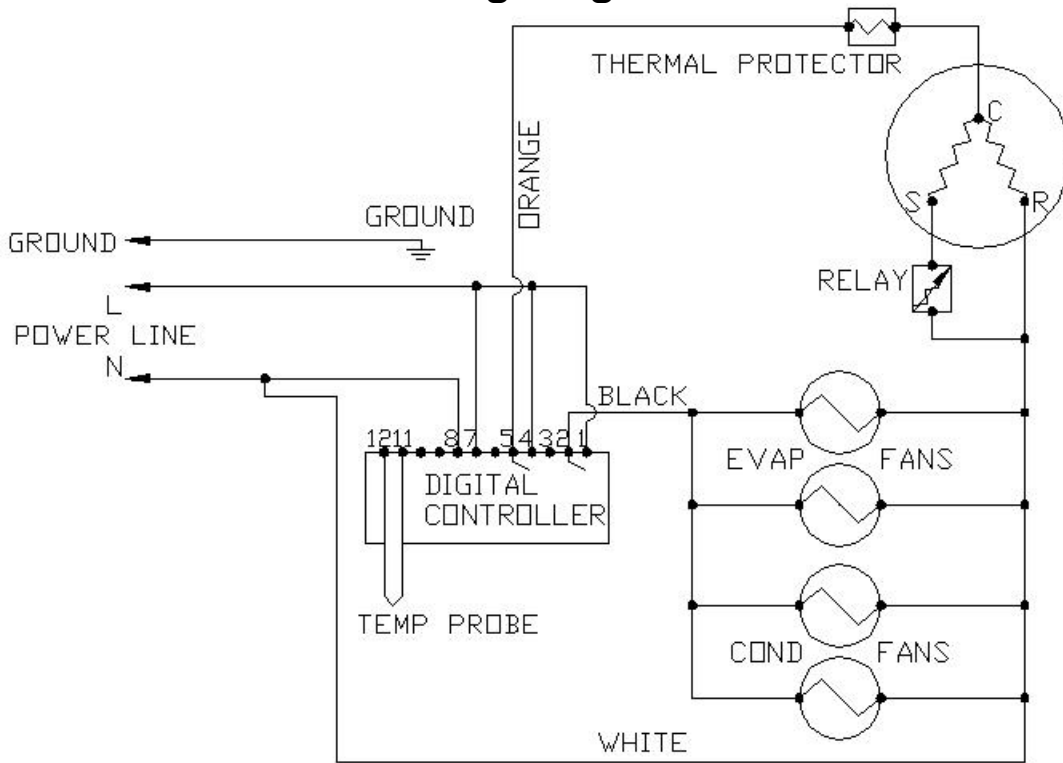 THERMAL PROTECTOR
C
ORANGE
S
R
GROUND
GROUND
RELAY
L
POWER LINE
N
BLACK
12 11 8 7 5 4 3 2 1
EVAP FANS
DIGITAL
CONTROLLER
TEMP PROBE
COND FANS
WHITE